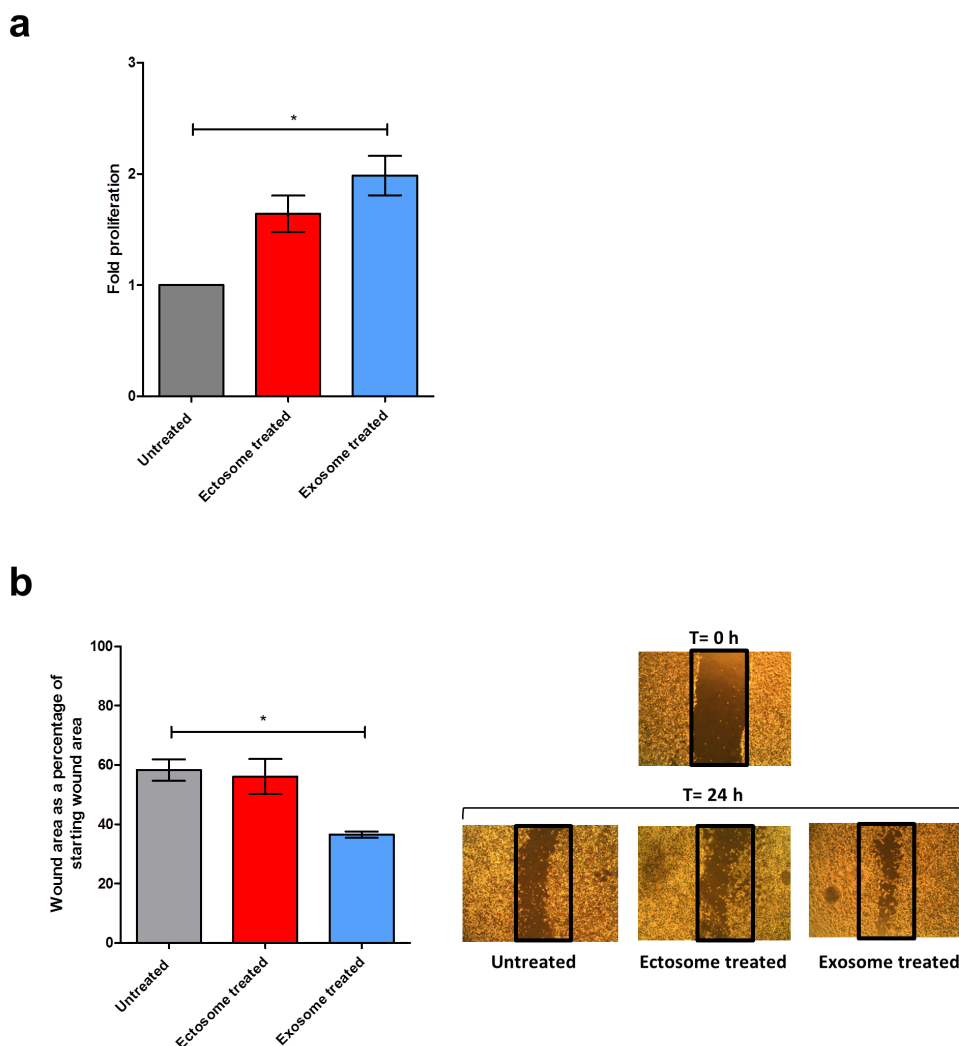 a
3
2
1
0
Fold proliferation
*
Untreated
Ectosome treated
Exosome treated
b
100
80
60
40
20
0
Wound area as a percentage of
starting wound area
*
Untreated
Ectosome treated
Exosome treated
T= 0 h
T= 24 h
Untreated
Ectosome treated
Exosome treated